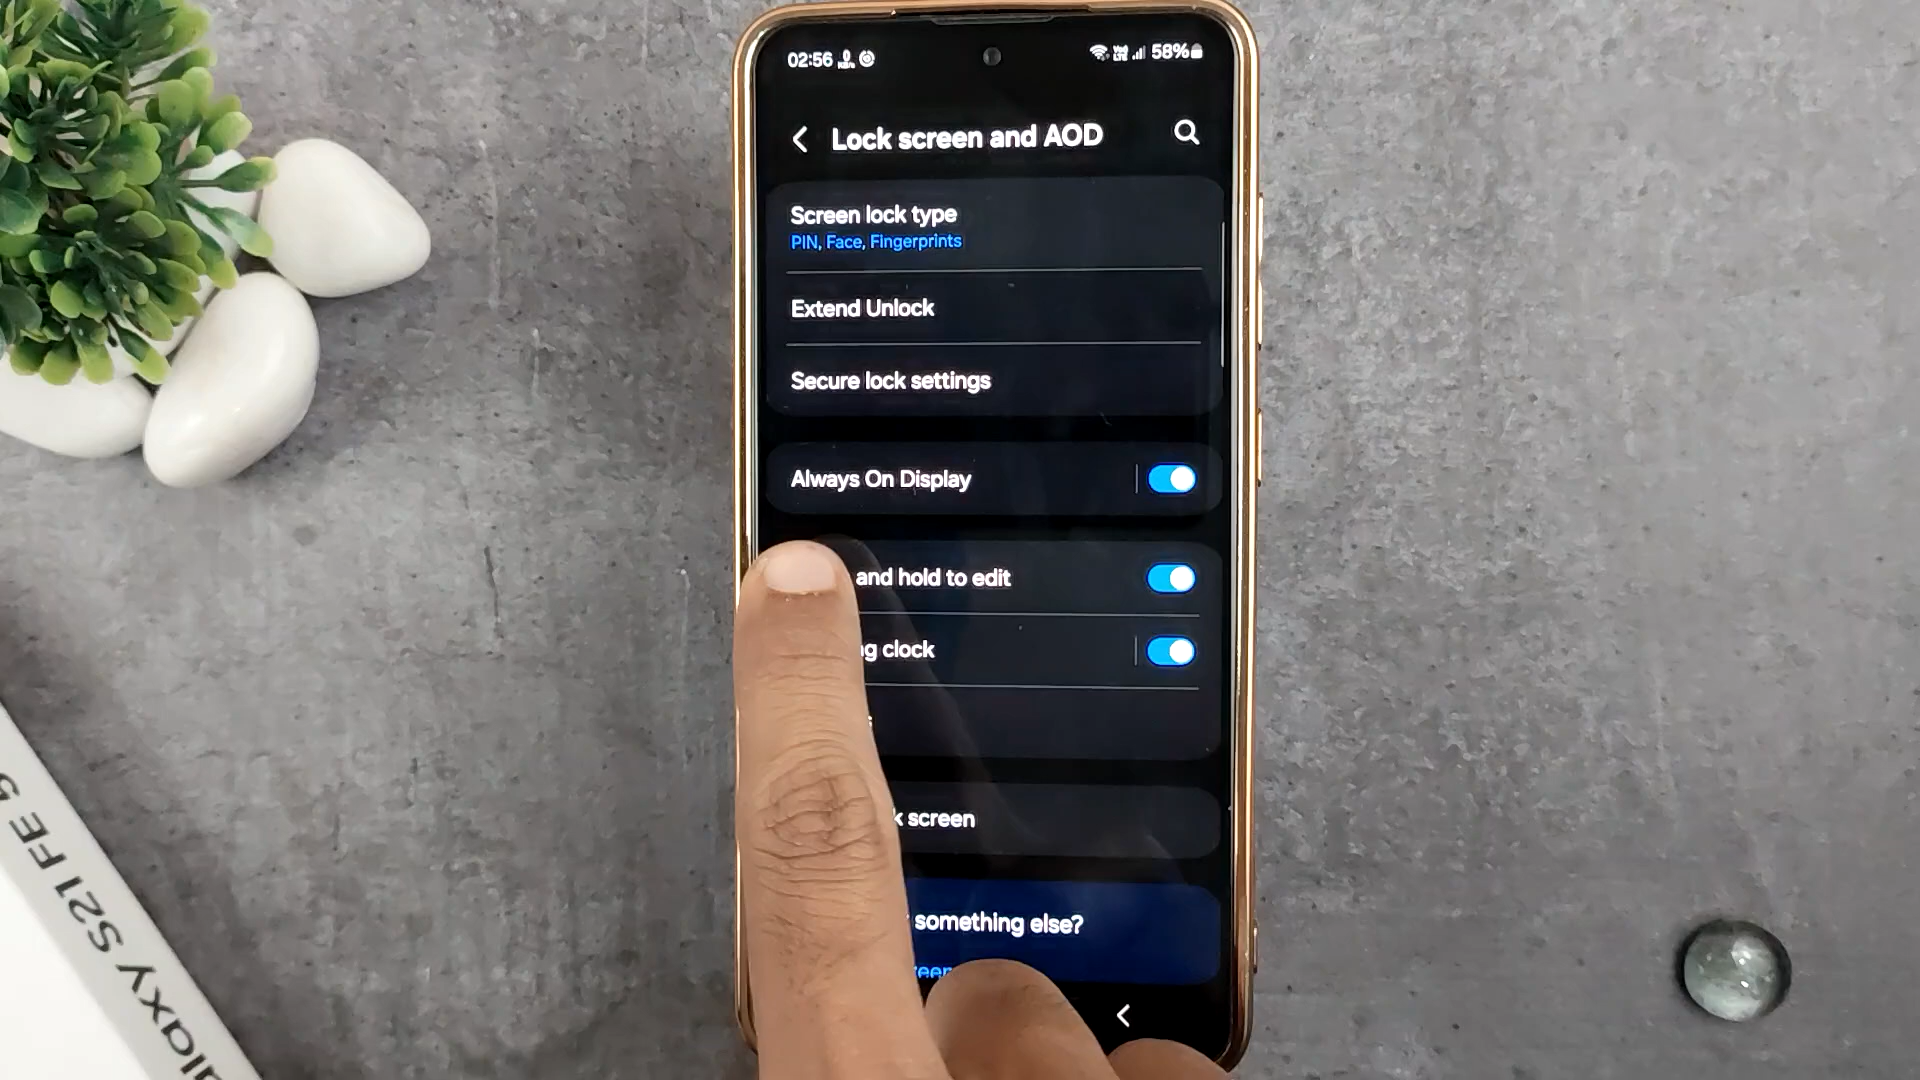 02:56
58%
Lock screen and AOD
Screen lock type
PIN, Face, Fingerprints
Extend Unlock
Secure lock settings
Always On Display
and hold to edit
clock
screen
something else?
S21 FE 5